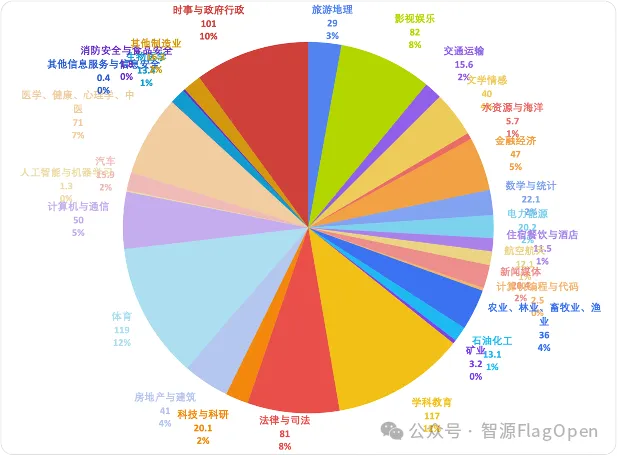 时事与政府行政
101
10%
旅游地理
29
3%
影视娱乐
82
8%
交通运输
15.6
2%
文学情感
40
水资源与海洋
5.7
1%
金融经济
47
5%
数学与统计
22.1
2%
电力能源
20.2
2%
住宿餐饮与酒店
11.5
1%
航空航天
12.1
1%
新闻媒体
2%
计算机编程与代码
2.5
0%
农业、林业、畜牧业、渔
业
36
4%
石油化工
13.1
1%
矿业
3.2
0%
学科教育
117
法律与司法
81
8%
科技与科研
20.1
2%
房地产与建筑
41
4%
体育
119
12%
计算机与通信
50
5%
人工智能与机器学习
1.3
0%
汽车
15.9
2%
医学、健康、心理学、中
医
71
7%
其他信息服务与信息安全
0.4
0%
消防安全与食品安全
0%
1%
其他制造业
公众号 · 智源FlagOpen